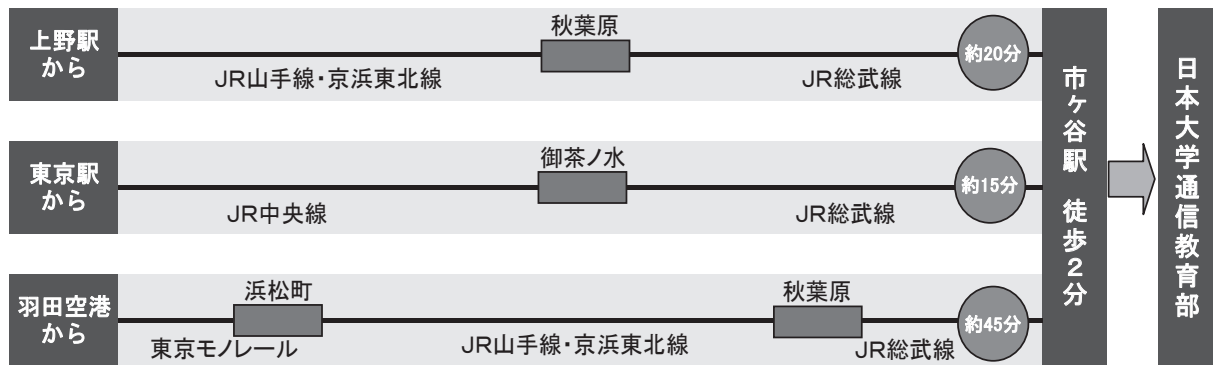 上野駅
から
秋葉原
JR山手線・京浜東北線
JR総武線
約20分
東京駅
から
御茶ノ水
JR中央線
JR総武線
約15分
羽田空港
から
浜松町
秋葉原
東京モノレール
JR山手線・京浜東北線
JR総武線
約45分
市ヶ谷駅 徒歩2分
日本大学通信教育部